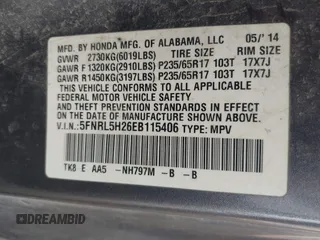 MFD. BY HONDA MFG. OF ALABAMA, LLC 05/'14
GVWR 2730KG(6019LBS) TIRE SIZE RIM SIZE
GAWR F 1320KG(2910LBS) P235/65R17 103T 17X7J
GAWR R1450KG(3197LBS) P235/65R17 103T 17X7J
THIS VEHICLE CONFORMS TO ALL APPLICABLE
FEDERAL MOTOR VEHICLE SAFETY AND
THEFT PREVENTION STANDARDS IN EFFECT ON
THE DATE OF MANUFACTURE SHOWN ABOVE.
V.I.N: 5FNRL5H26EB115406 TYPE: MPV
TK8 E AA5 -NH797M -B -B
DREAMBID